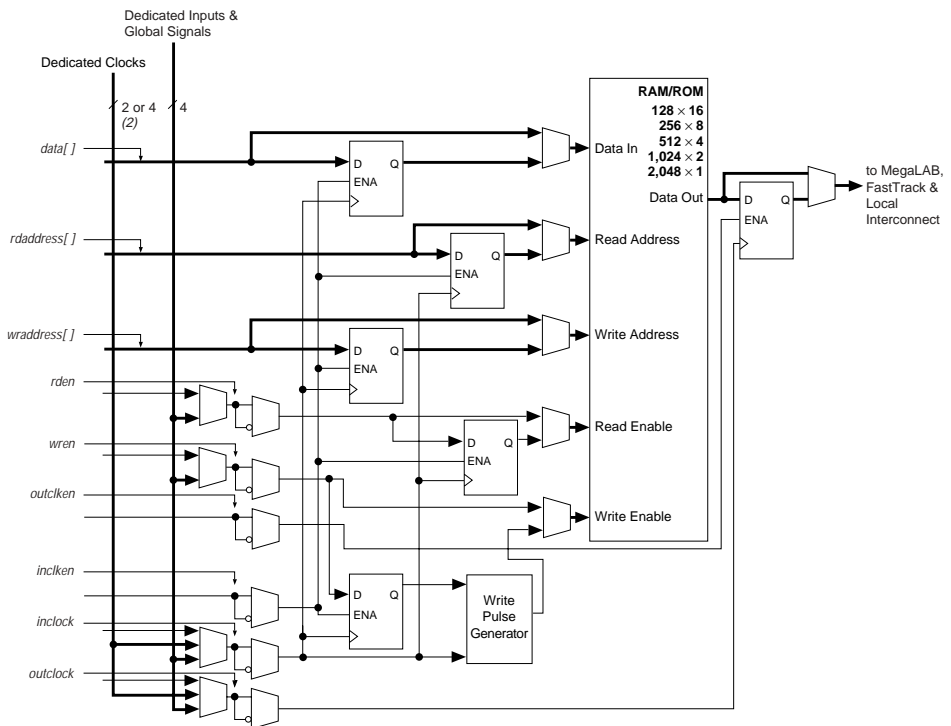 Dedicated Inputs &
Global Signals
Dedicated Clocks
2 or 4
(2)
4
RAM/ROM
128 × 16
256 × 8
512 × 4
1,024 × 2
2,048 × 1
data[ ]
D
Q
ENA
Data In
Data Out
D
Q
ENA
to MegaLAB,
FastTrack &
Local
Interconnect
rdaddress[ ]
D
Q
ENA
Read Address
wraddress[ ]
D
Q
ENA
Write Address
rden
Read Enable
wren
D
Q
ENA
outclken
Write Enable
inclken
D
Q
ENA
Write
Pulse
Generator
inclock
outclock